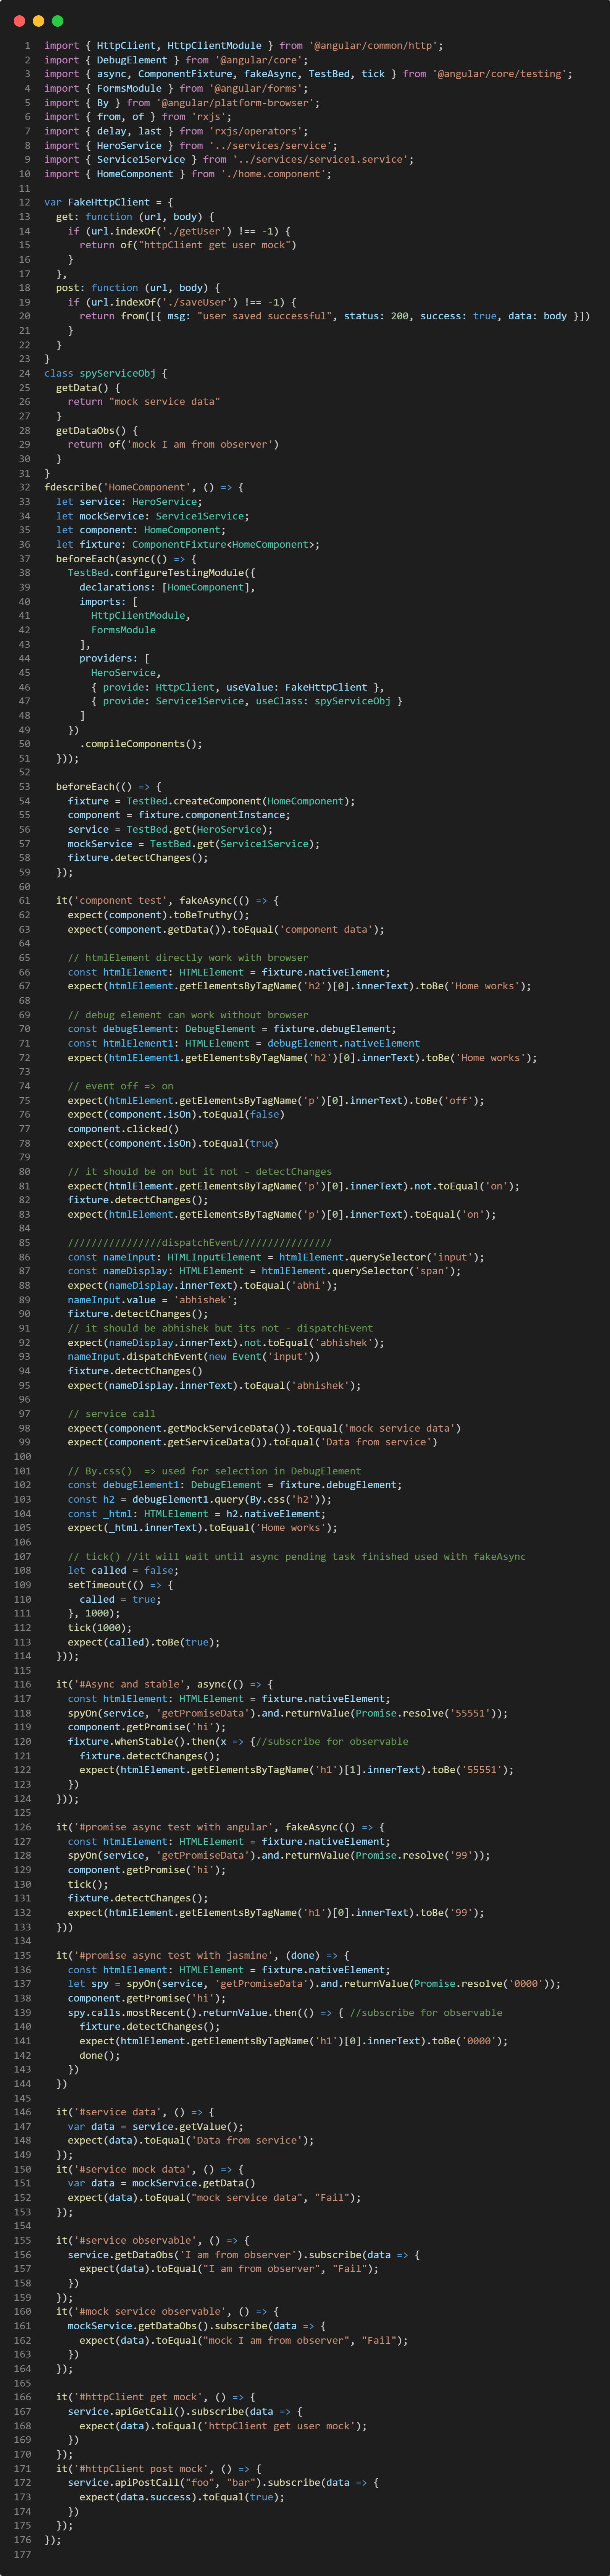 1 import { HttpClient, HttpClientModule } from '@angular/common/http';
2 import { DebugElement } from '@angular/core';
3 import { async, ComponentFixture, fakeAsync, TestBed, tick } from '@angular/core/testing';
4 import { FormsModule } from '@angular/forms';
5 import { By } from '@angular/platform-browser';
6 import { from, of } from 'rxjs';
7 import { delay, last } from 'rxjs/operators';
8 import { HeroService } from '../services/service';
9 import { Service1Service } from '../services/service1.service';
10 import { HomeComponent } from './home.component';
11
12 var FakeHttpClient = {
13   get: function (url, body) {
14     if (url.indexOf('./getUser') !== -1) {
15       return of("httpClient get user mock")
16     }
17   },
18   post: function (url, body) {
19     if (url.indexOf('./saveUser') !== -1) {
20       return from([{ msg: "user saved successful", status: 200, success: true, data: body }])
21     }
22   }
23 }
24 class spyServiceObj {
25   getData() {
26     return "mock service data"
27   }
28   getDataObs() {
29     return of('mock I am from observer')
30   }
31 }
32 fdescribe('HomeComponent', () => {
33   let service: HeroService;
34   let mockService: Service1Service;
35   let component: HomeComponent;
36   let fixture: ComponentFixture<HomeComponent>;
37   beforeEach(async(() => {
38     TestBed.configureTestingModule({
39       declarations: [HomeComponent],
40       imports: [
41         HttpClientModule,
42         FormsModule
43       ],
44       providers: [
45         HeroService,
46         { provide: HttpClient, useValue: FakeHttpClient },
47         { provide: Service1Service, useClass: spyServiceObj }
48       ]
49     })
50       .compileComponents();
51   }));
52
53   beforeEach(() => {
54     fixture = TestBed.createComponent(HomeComponent);
55     component = fixture.componentInstance;
56     service = TestBed.get(HeroService);
57     mockService = TestBed.get(Service1Service);
58     fixture.detectChanges();
59   });
60
61   it('component test', fakeAsync(() => {
62     expect(component).toBeTruthy();
63     expect(component.getData()).toEqual('component data');
64
65     // htmlElement directly work with browser
66     const htmlElement: HTMLElement = fixture.nativeElement;
67     expect(htmlElement.getElementsByTagName('h2')[0].innerText).toBe('Home works');
68
69     // debug element can work without browser
70     const debugElement: DebugElement = fixture.debugElement;
71     const htmlElement1: HTMLElement = debugElement.nativeElement
72     expect(htmlElement1.getElementsByTagName('h2')[0].innerText).toBe('Home works');
73
74     // event off => on
75     expect(htmlElement.getElementsByTagName('p')[0].innerText).toBe('off');
76     expect(component.isOn).toEqual(false)
77     component.clicked()
78     expect(component.isOn).toEqual(true)
79
80     // it should be on but it not - detectChanges
81     expect(htmlElement.getElementsByTagName('p')[0].innerText).not.toEqual('on');
82     fixture.detectChanges();
83     expect(htmlElement.getElementsByTagName('p')[0].innerText).toEqual('on');
84
85     ////////////////dispatchEvent////////////////
86     const nameInput: HTMLInputElement = htmlElement.querySelector('input');
87     const nameDisplay: HTMLElement = htmlElement.querySelector('span');
88     expect(nameDisplay.innerText).toEqual('abhi');
89     nameInput.value = 'abhishek';
90     fixture.detectChanges();
91     // it should be abhishek but its not - dispatchEvent
92     expect(nameDisplay.innerText).not.toEqual('abhishek');
93     nameInput.dispatchEvent(new Event('input'))
94     fixture.detectChanges()
95     expect(nameDisplay.innerText).toEqual('abhishek');
96
97     // service call
98     expect(component.getMockServiceData()).toEqual('mock service data')
99     expect(component.getServiceData()).toEqual('Data from service')
100
101     // By.css()  => used for selection in DebugElement
102     const debugElement1: DebugElement = fixture.debugElement;
103     const h2 = debugElement1.query(By.css('h2'));
104     const _html: HTMLElement = h2.nativeElement;
105     expect(_html.innerText).toEqual('Home works');
106
107     // tick() //it will wait until async pending task finished used with fakeAsync
108     let called = false;
109     setTimeout(() => {
110       called = true;
111     }, 1000);
112     tick(1000);
113     expect(called).toBe(true);
114   }));
115
116   it('#Async and stable', async(() => {
117     const htmlElement: HTMLElement = fixture.nativeElement;
118     spyOn(service, 'getPromiseData').and.returnValue(Promise.resolve('55551'));
119     component.getPromise('hi');
120     fixture.whenStable().then(x => {//subscribe for observable
121       fixture.detectChanges();
122       expect(htmlElement.getElementsByTagName('h1')[1].innerText).toBe('55551');
123     })
124   }));
125
126   it('#promise async test with angular', fakeAsync(() => {
127     const htmlElement: HTMLElement = fixture.nativeElement;
128     spyOn(service, 'getPromiseData').and.returnValue(Promise.resolve('99'));
129     component.getPromise('hi');
130     tick();
131     fixture.detectChanges();
132     expect(htmlElement.getElementsByTagName('h1')[0].innerText).toBe('99');
133   }))
134
135   it('#promise async test with jasmine', (done) => {
136     const htmlElement: HTMLElement = fixture.nativeElement;
137     let spy = spyOn(service, 'getPromiseData').and.returnValue(Promise.resolve('0000'));
138     component.getPromise('hi');
139     spy.calls.mostRecent().returnValue.then(() => { //subscribe for observable
140       fixture.detectChanges();
141       expect(htmlElement.getElementsByTagName('h1')[0].innerText).toBe('0000');
142       done();
143     })
144   })
145
146   it('#service data', () => {
147     var data = service.getValue();
148     expect(data).toEqual('Data from service');
149   });
150   it('#service mock data', () => {
151     var data = mockService.getData()
152     expect(data).toEqual("mock service data", "Fail");
153   });
154
155   it('#service observable', () => {
156     service.getDataObs('I am from observer').subscribe(data => {
157       expect(data).toEqual("I am from observer", "Fail");
158     })
159   });
160   it('#mock service observable', () => {
161     mockService.getDataObs().subscribe(data => {
162       expect(data).toEqual("mock I am from observer", "Fail");
163     })
164   });
165
166   it('#httpClient get mock', () => {
167     service.apiGetCall().subscribe(data => {
168       expect(data).toEqual('httpClient get user mock');
169     })
170   });
171   it('#httpClient post mock', () => {
172     service.apiPostCall("foo", "bar").subscribe(data => {
173       expect(data.success).toEqual(true);
174     })
175   });
176 });
177